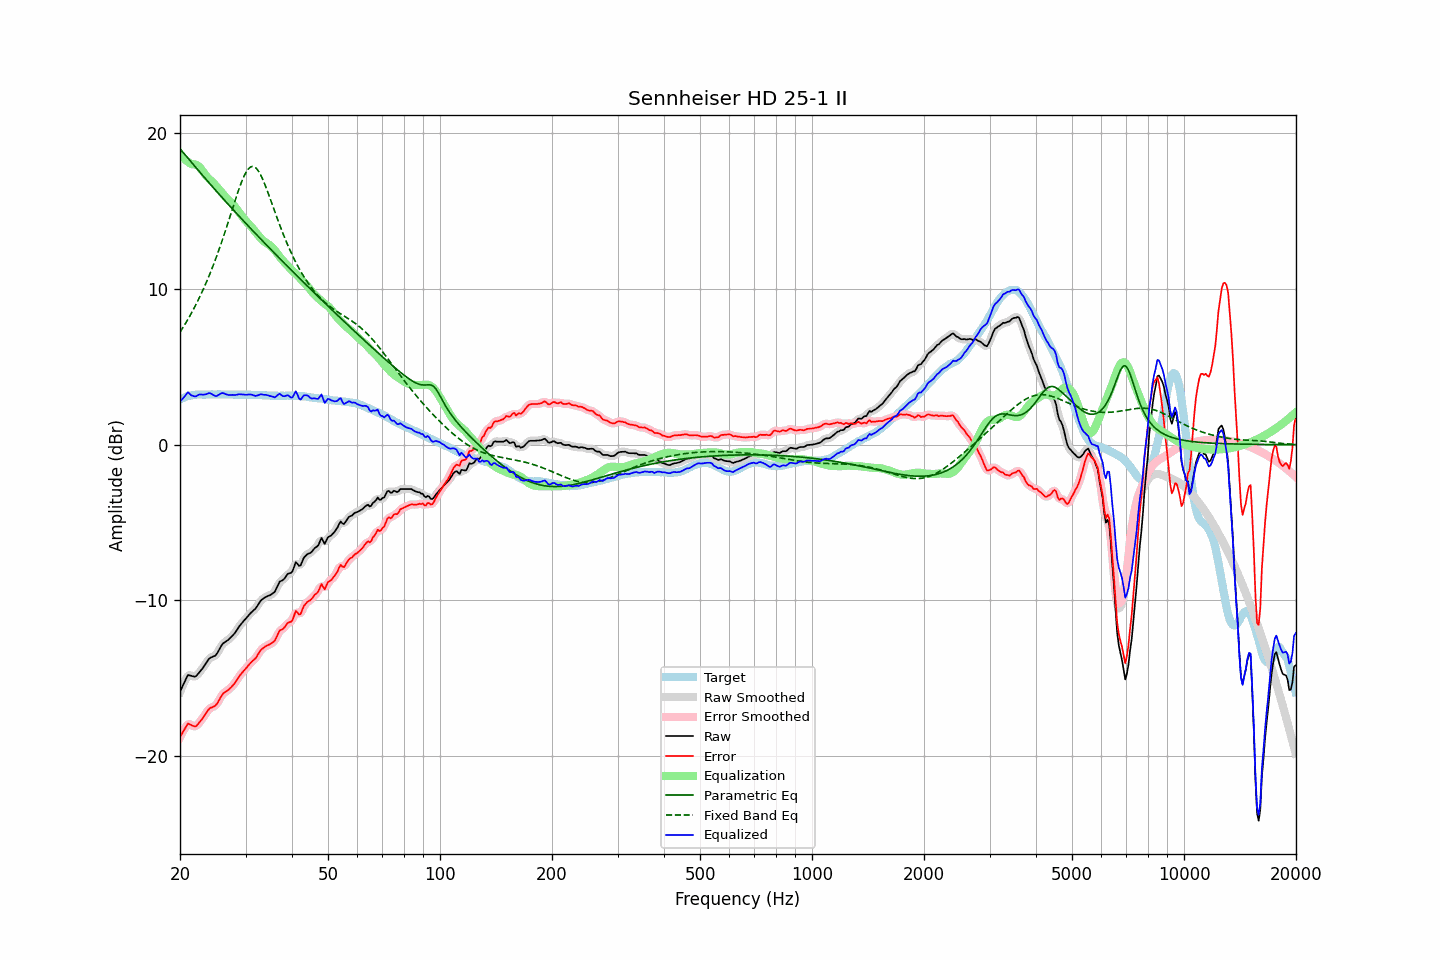 Sennheiser HD 25-1 II
20
10
0
−10
−20
Amplitude (dBr)
Target
Raw Smoothed
Error Smoothed
Raw
Error
Equalization
Parametric Eq
Fixed Band Eq
Equalized
20 50 100 200 500 1000 2000 5000 10000 20000
Frequency (Hz)